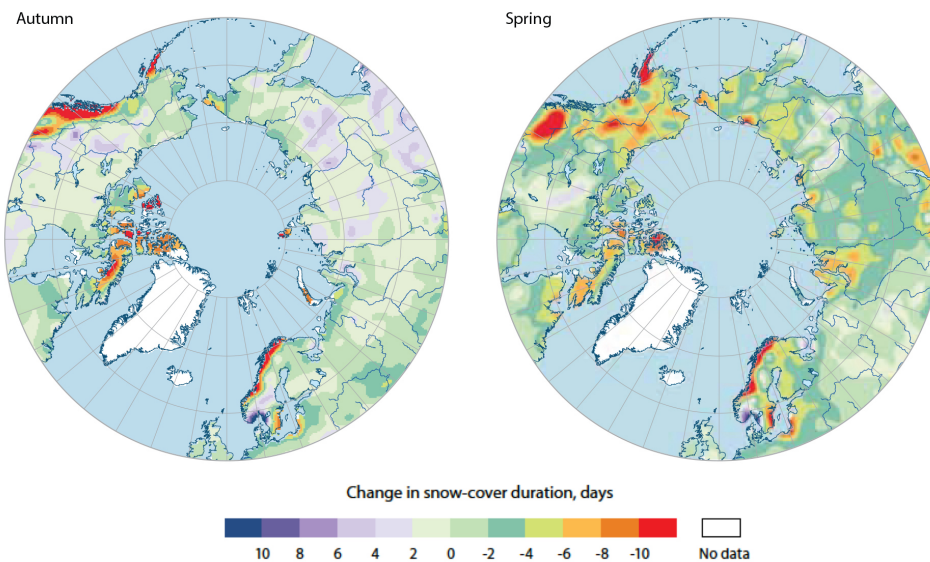 Autumn
Spring
Change in snow-cover duration, days
10 8 6 4 2 0 -2 -4 -6 -8 -10 No data